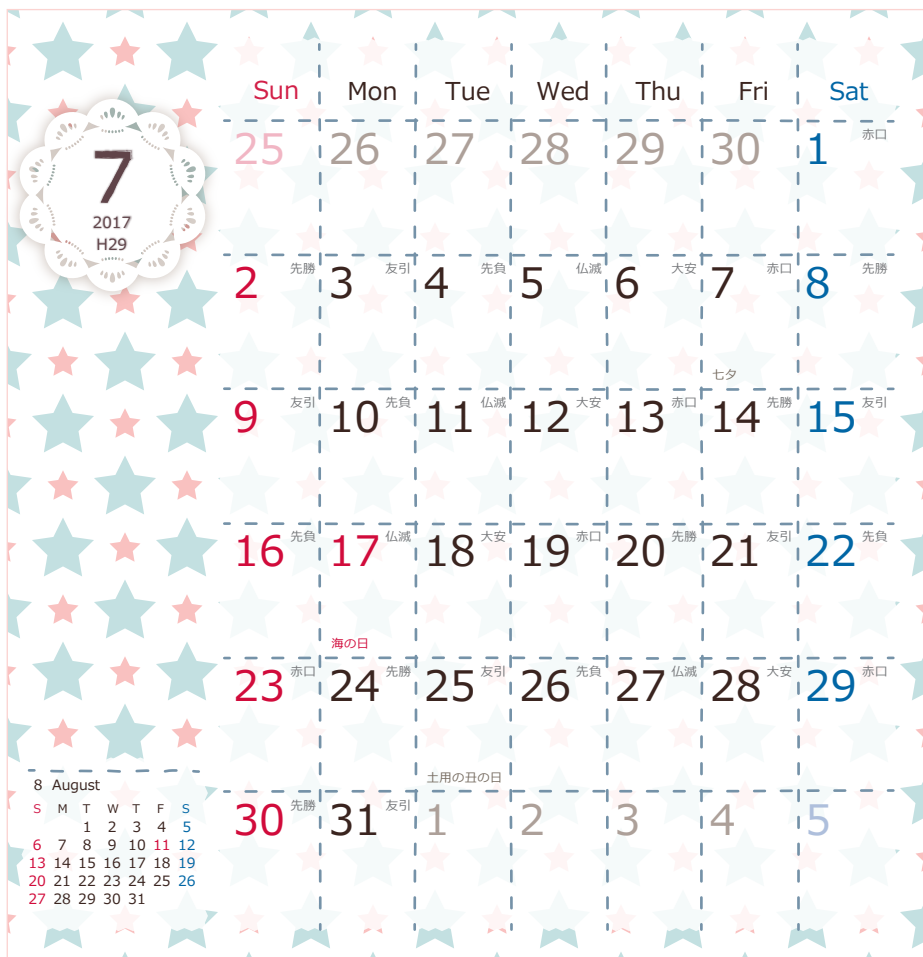 7
2017
H29
Sun Mon Tue Wed Thu Fri Sat
25 26 27 28 29 30 1 赤口
2 先勝 3 友引 4 先負 5 仏滅 6 大安 7 赤口 8 先勝
七夕
9 友引 10 先負 11 仏滅 12 大安 13 赤口 14 先勝 15 友引
16 先負 17 仏滅 18 大安 19 赤口 20 先勝 21 友引 22 先負
海の日
23 赤口 24 先勝 25 友引 26 先負 27 仏滅 28 大安 29 赤口
土用の丑の日
30 先勝 31 友引 1 2 3 4 5
8 August
S M T W T F S
1 2 3 4 5
6 7 8 9 10 11 12
13 14 15 16 17 18 19
20 21 22 23 24 25 26
27 28 29 30 31